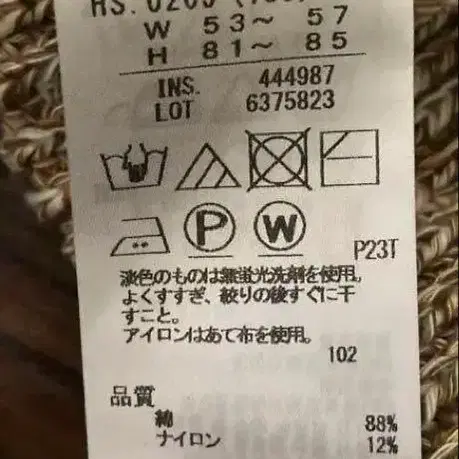 W 53～ 57
H 81～ 85
INS. 444987
LOT 6375823
P W
P23T
淡色のものは無蛍光洗剤を使用。
よくすすぎ、絞りの後すぐに干
すこと。
アイロンはあて布を使用。
102
品質
綿 88%
ナイロン 12%